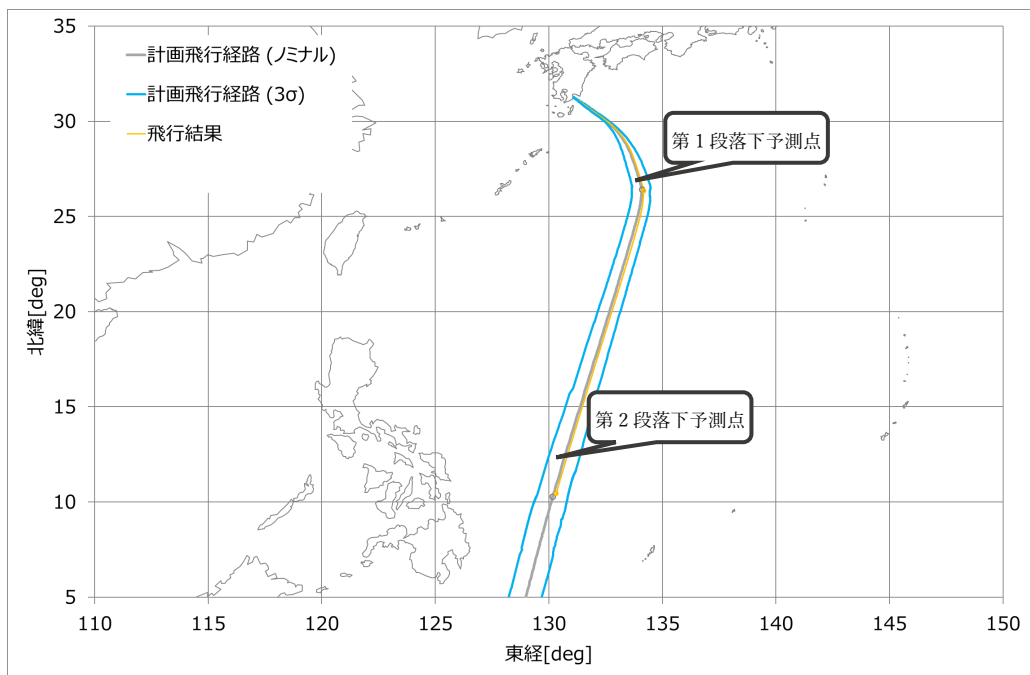 計画飛行経路 (ノミナル)
計画飛行経路 (3σ)
飛行結果
第1段落下予測点
第2段落下予測点
北緯[deg]
35
30
25
20
15
10
5
110
115
120
125
130
135
140
145
150
東経[deg]